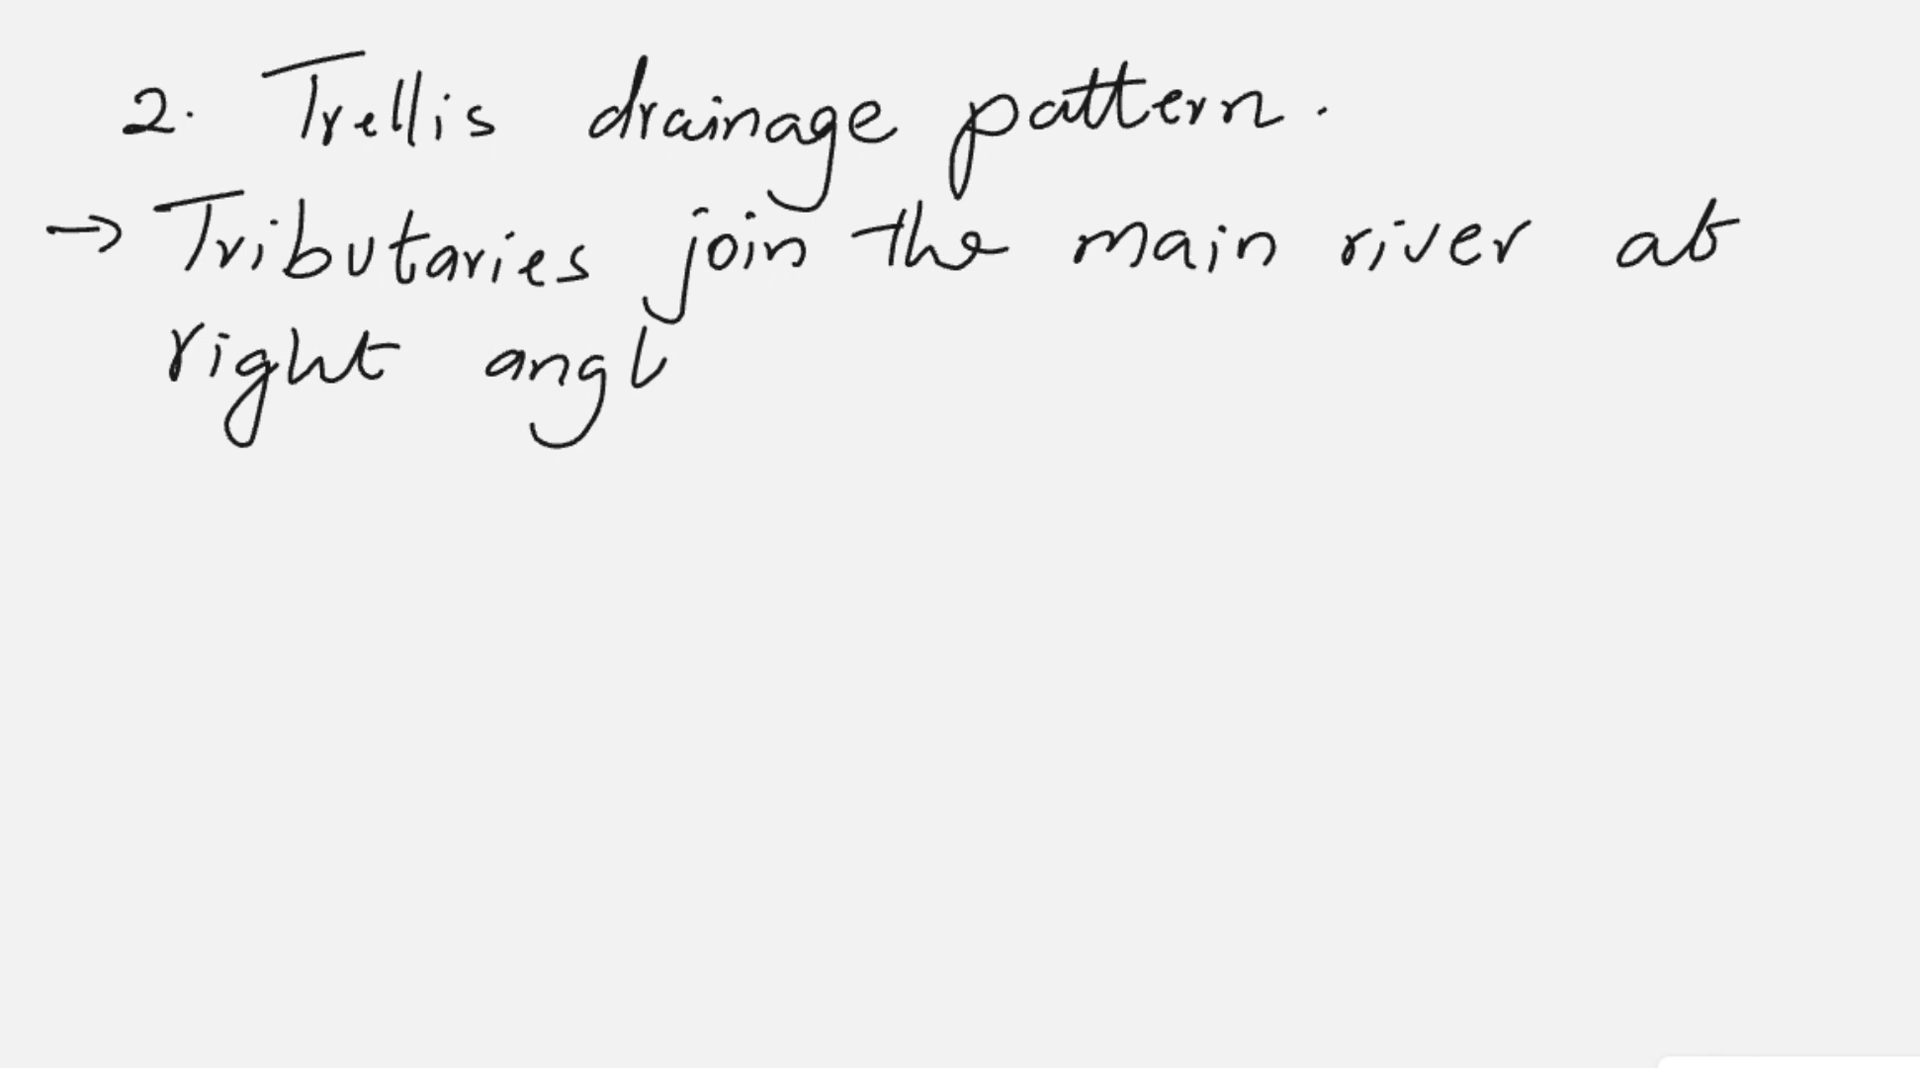 2. Trellis drainage pattern.
→ Tributaries join the main river at
right angl